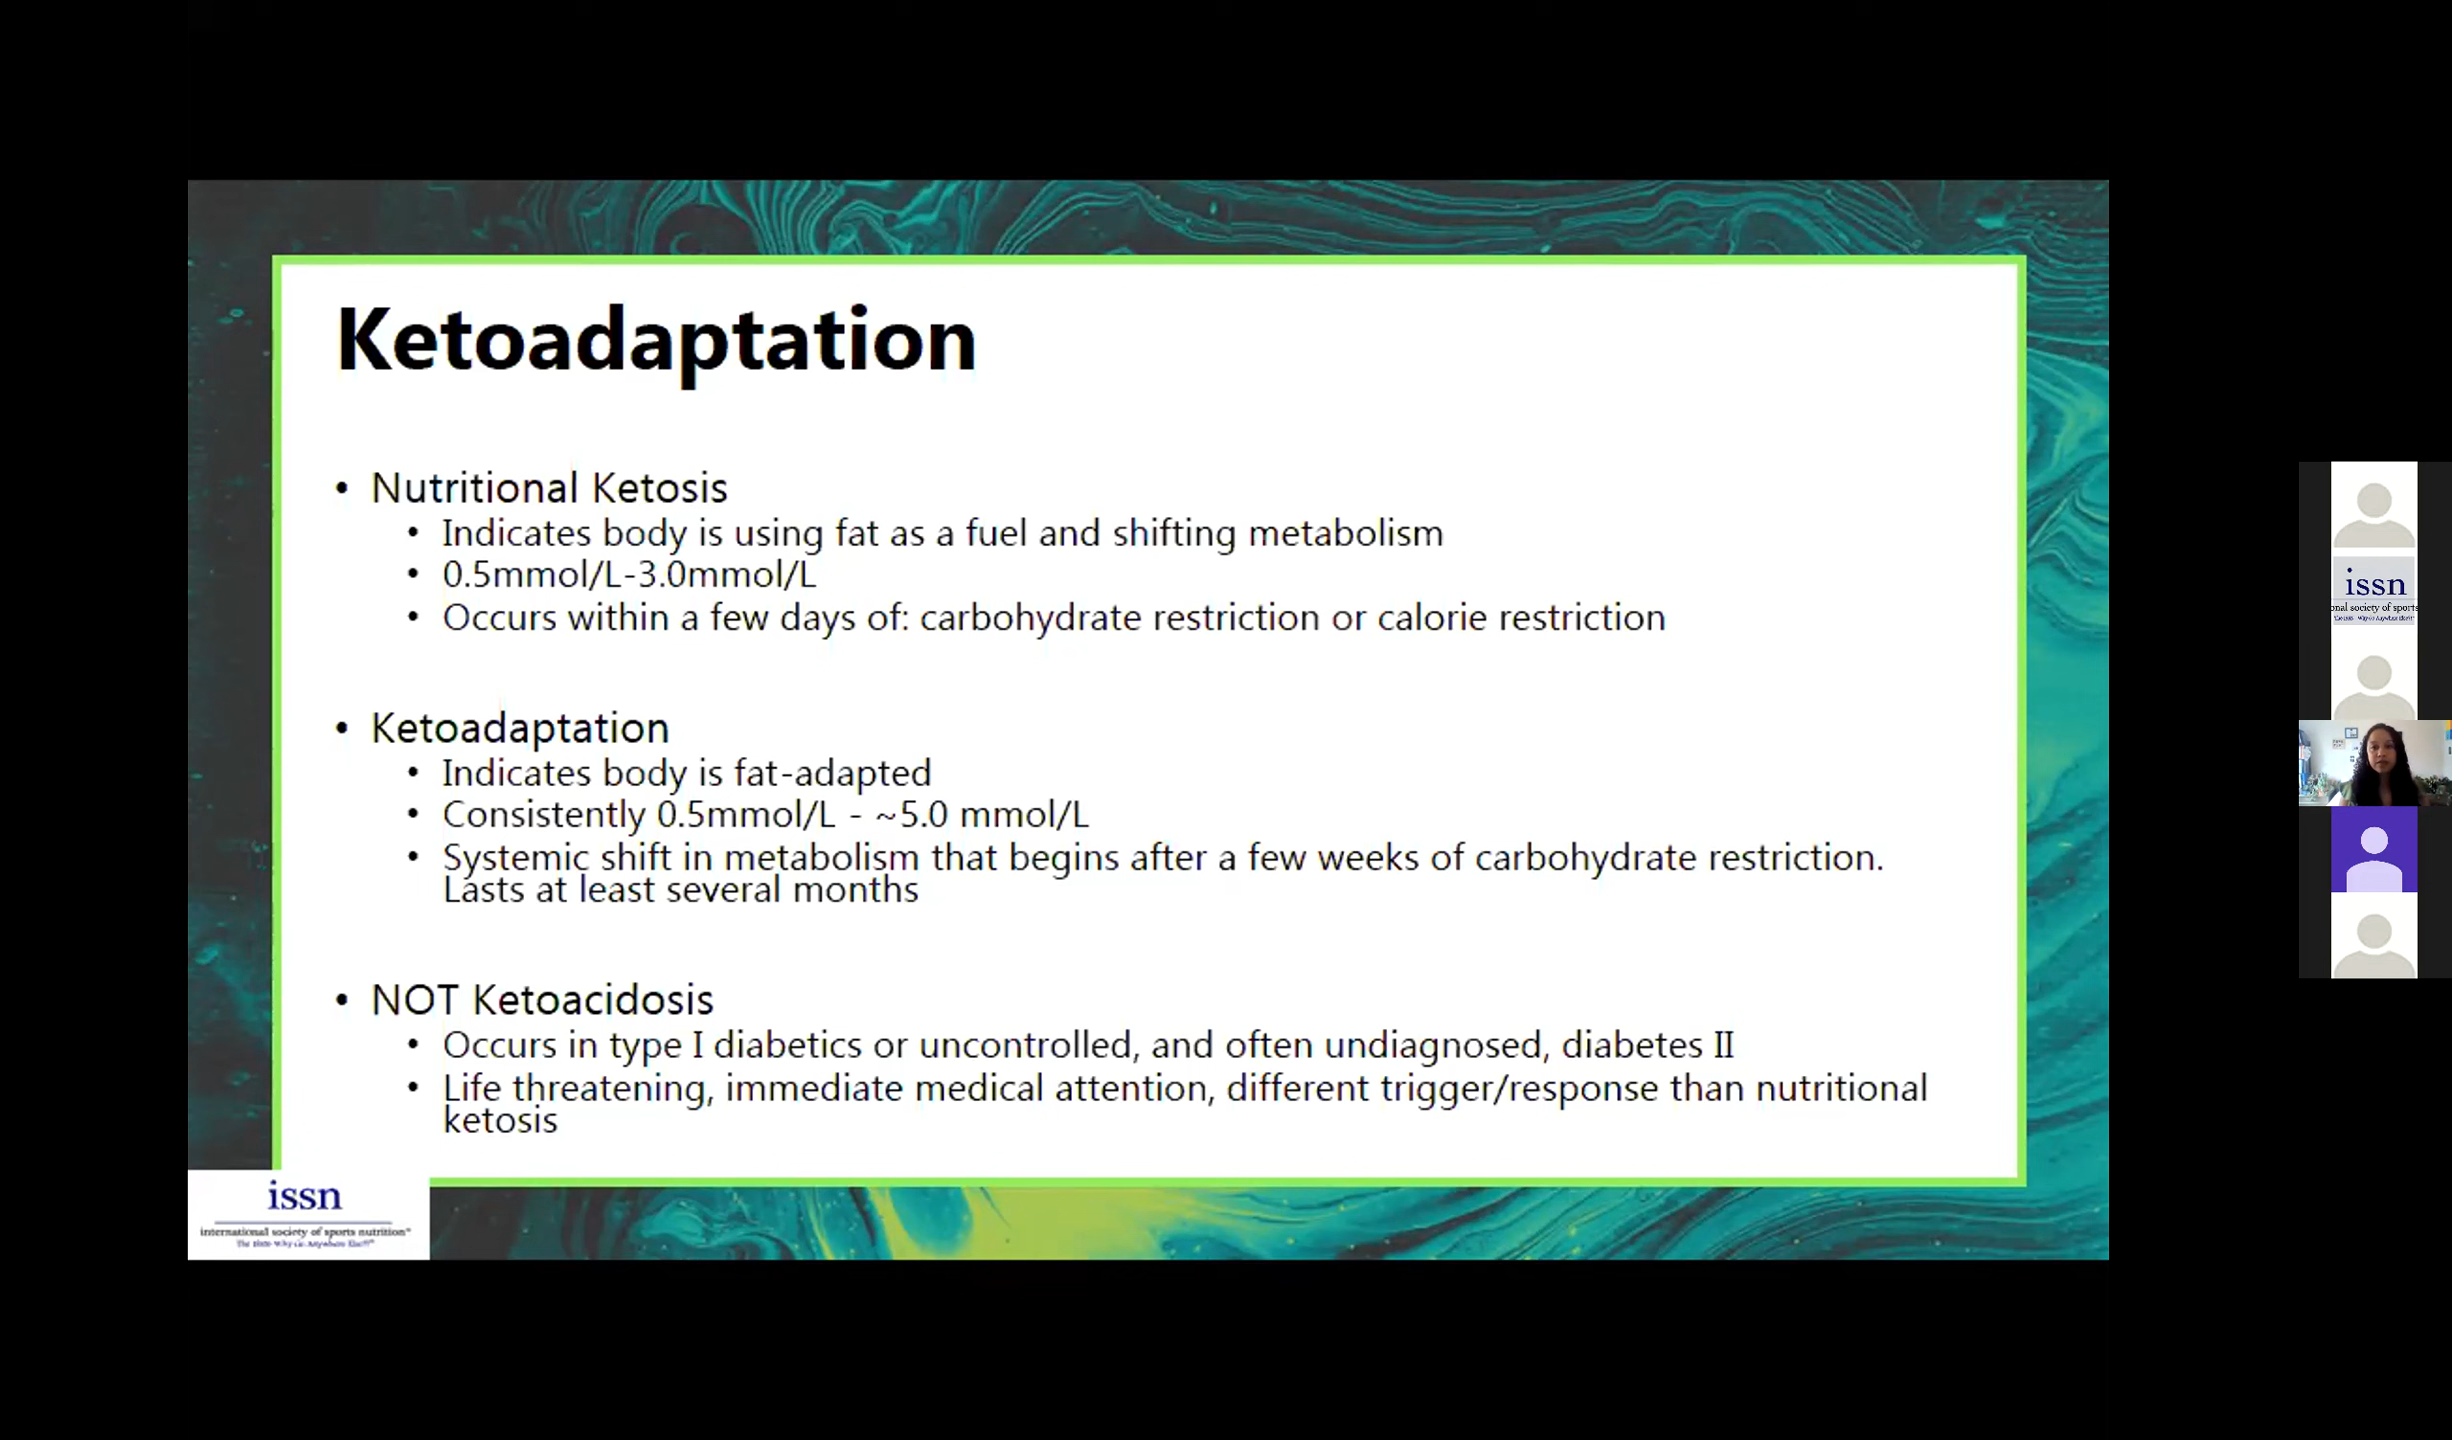 Ketoadaptation
• Nutritional Ketosis
• Indicates body is using fat as a fuel and shifting metabolism
• 0.5mmol/L-3.0mmol/L
• Occurs within a few days of: carbohydrate restriction or calorie restriction
• Ketoadaptation
• Indicates body is fat-adapted
• Consistently 0.5mmol/L - ~5.0 mmol/L
• Systemic shift in metabolism that begins after a few weeks of carbohydrate restriction.
Lasts at least several months
• NOT Ketoacidosis
• Occurs in type I diabetics or uncontrolled, and often undiagnosed, diabetes II
• Life threatening, immediate medical attention, different trigger/response than nutritional
ketosis
issn
international society of sports nutrition®
issn
onal society of sports